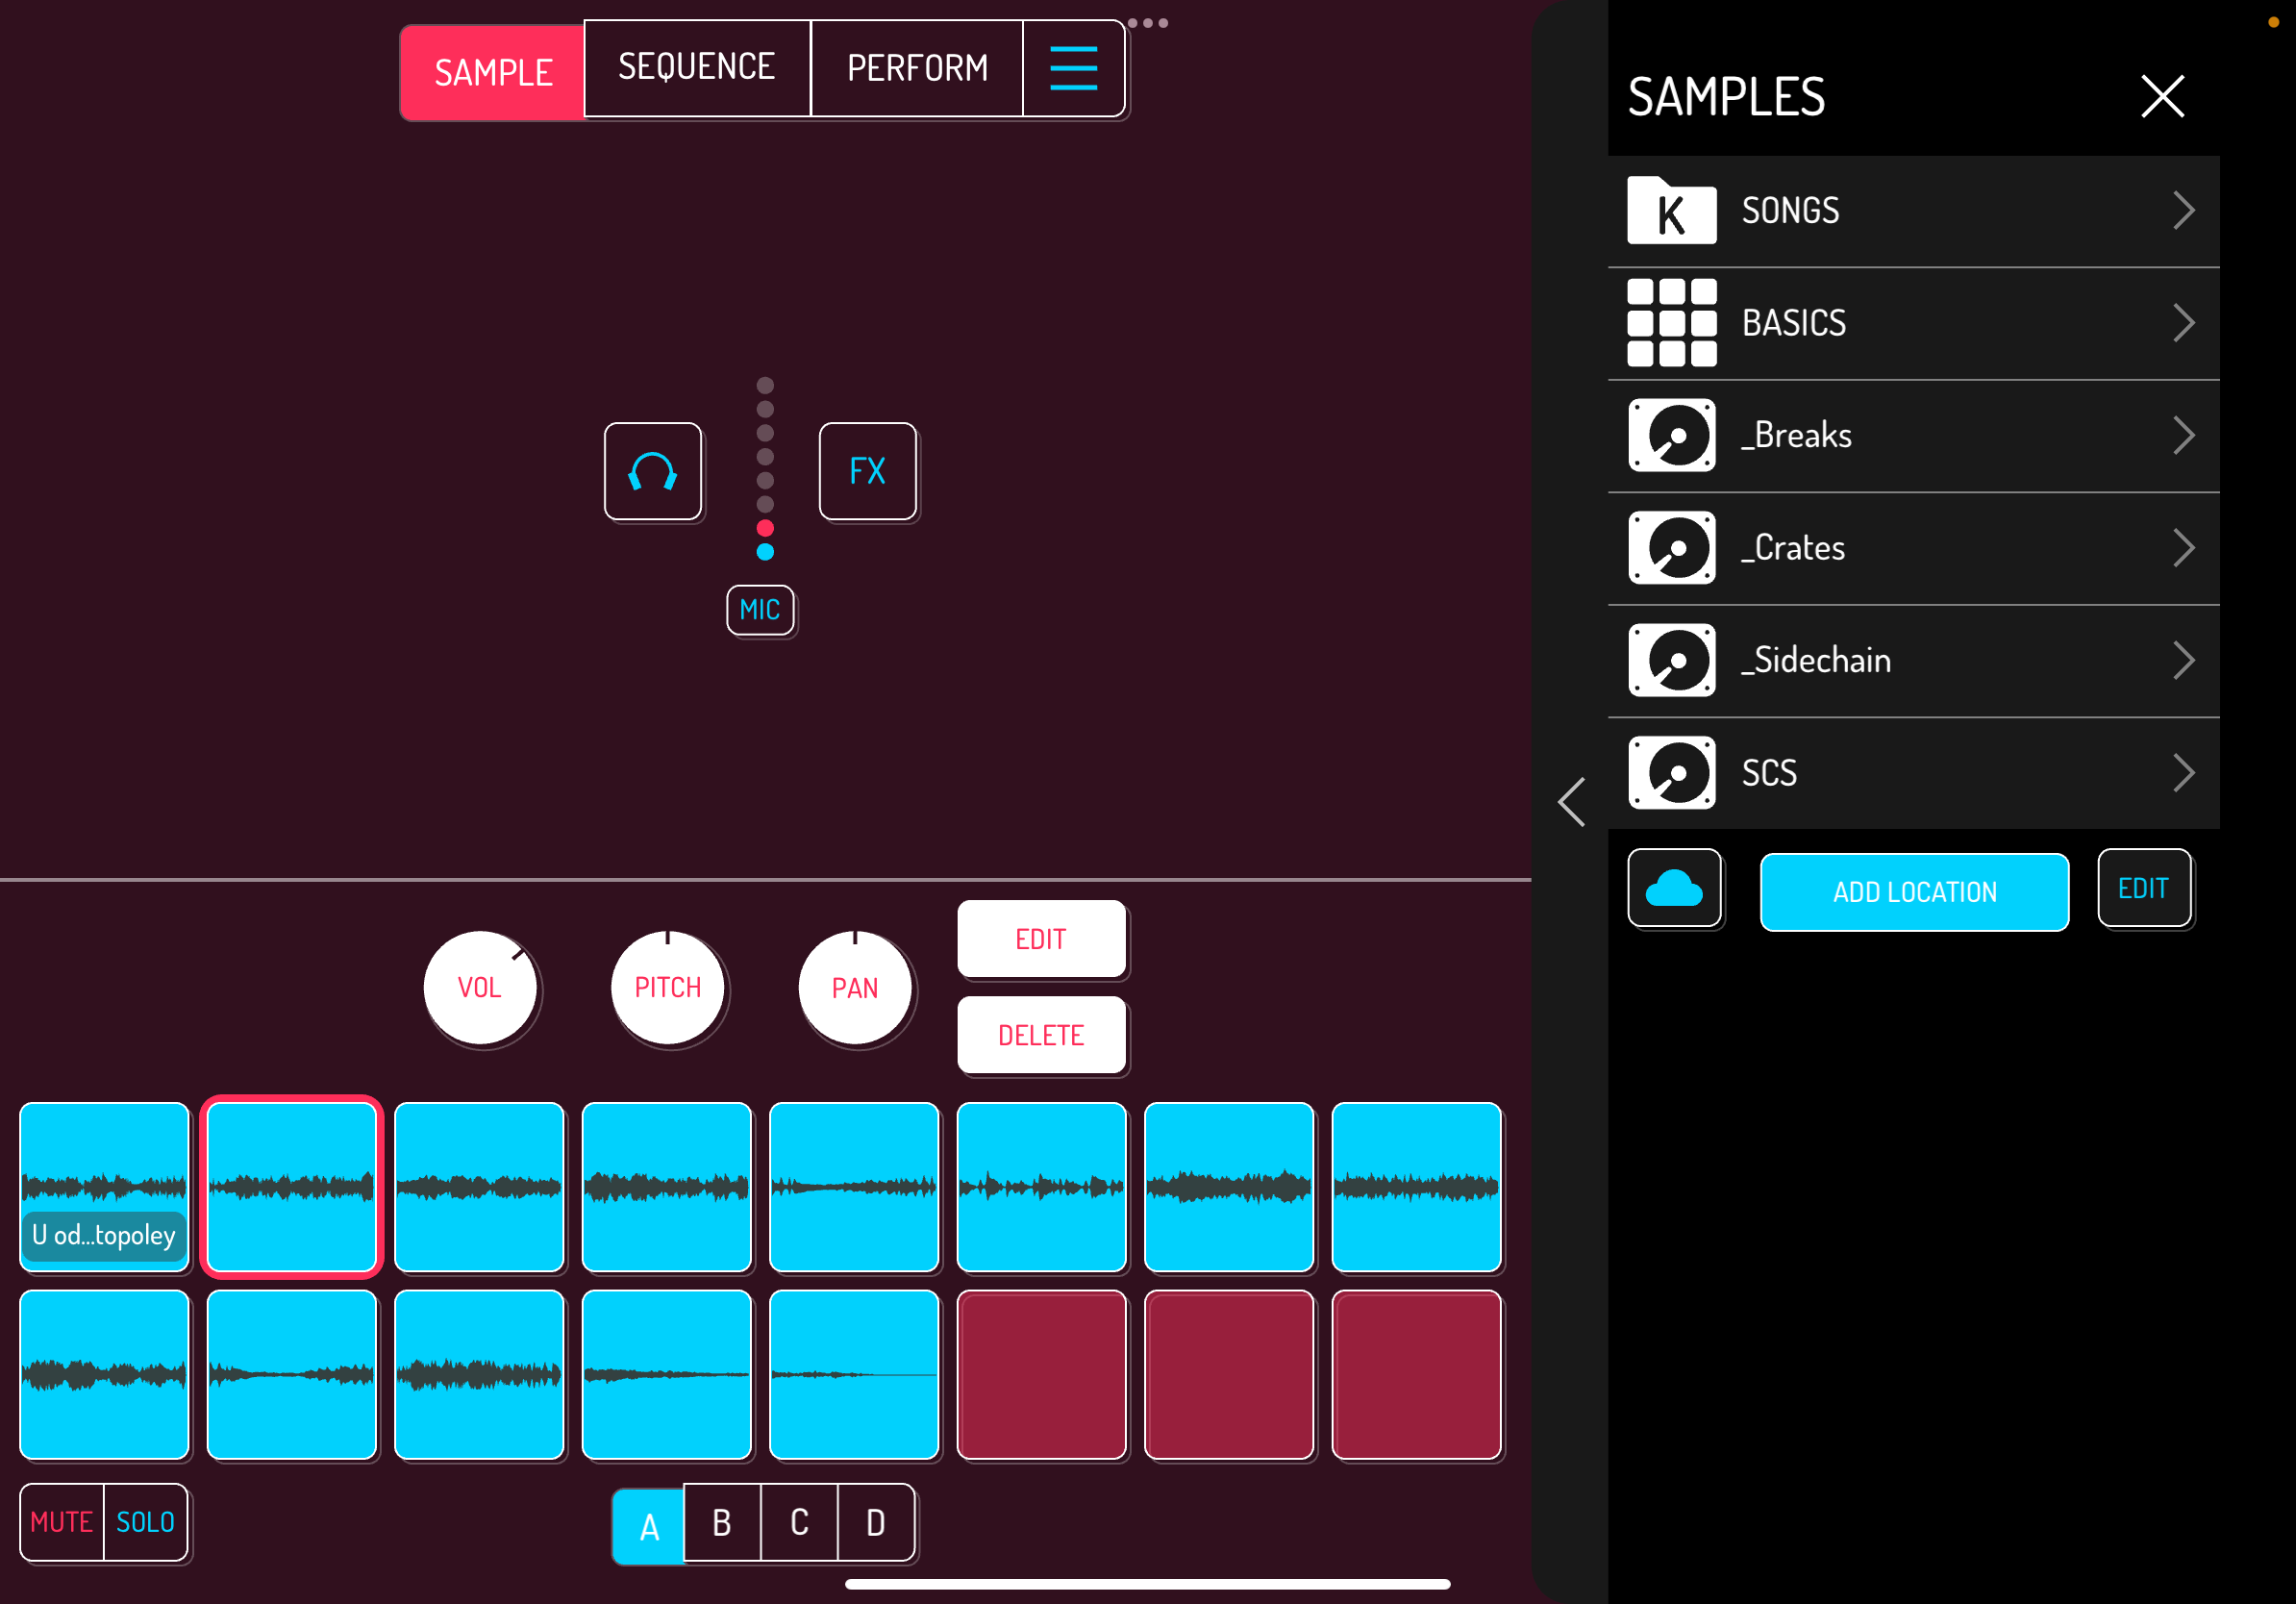 SAMPLE SEQUENCE PERFORM
FX
MIC
VOL PITCH PAN EDIT
DELETE
U od...topoley
MUTE SOLO A B C D
SAMPLES
K SONGS
BASICS
_Breaks
_Crates
_Sidechain
SCS
ADD LOCATION EDIT